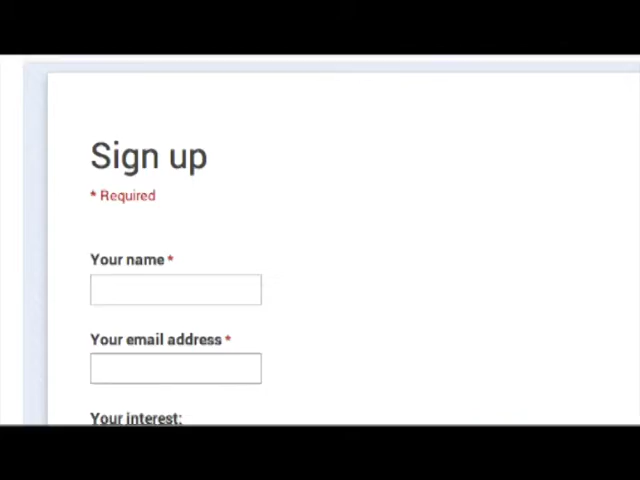 Sign up
* Required
Your name *
Your email address *
Your interest: